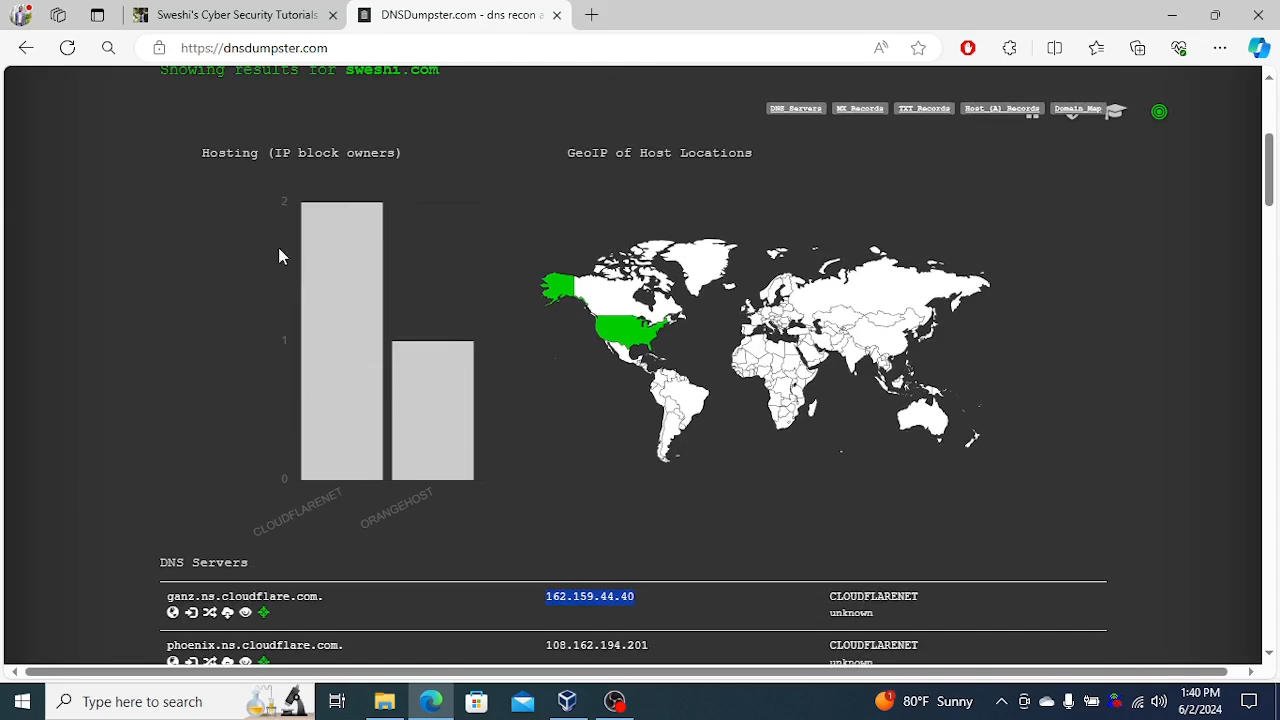 Sweshi's Cyber Security Tutorials
DNSDumpster.com - dns recon a
https://dnsdumpster.com
Showing results for sweshi.com
DNS Servers
MX Records
TXT Records
Host (A) Records
Domain Map
Hosting (IP block owners)
GeoIP of Host Locations
2
1
0
CLOUDFLARENET
ORANGEHOST
DNS Servers
ganz.ns.cloudflare.com.
162.159.44.40
CLOUDFLARENET
unknown
phoenix.ns.cloudflare.com.
108.162.194.201
CLOUDFLARENET
unknown
Type here to search
1
80°F Sunny
1:40 PM
6/2/2024